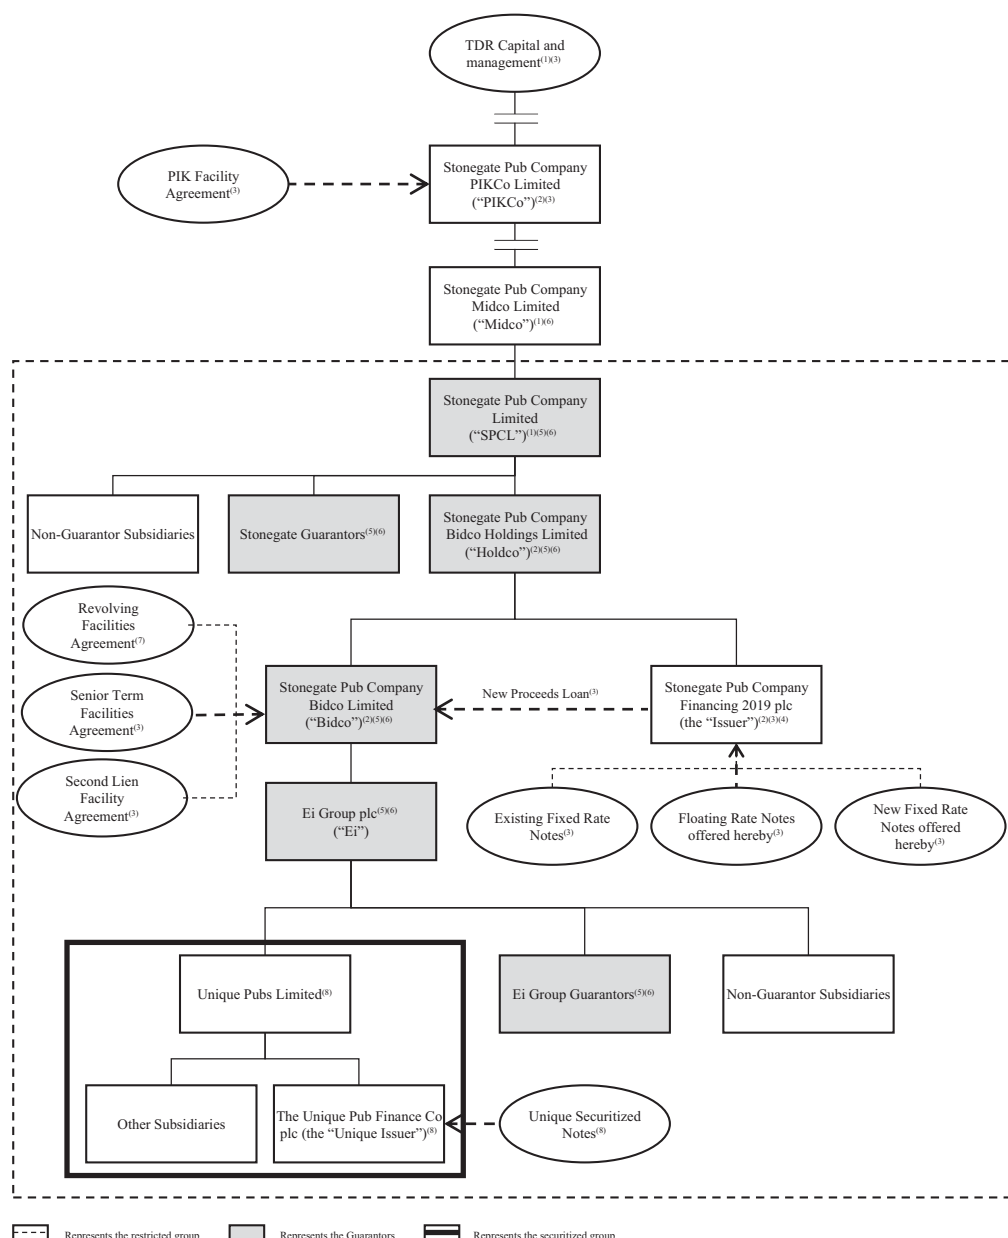 TDR Capital and
management(1)(3)
PIK Facility
Agreement(3)
Stonegate Pub Company
PIKCo Limited
(“PIKCo”)(2)(3)
Stonegate Pub Company
Midco Limited
(“Midco”)(1)(6)
Stonegate Pub Company
Limited
(“SPCL”)(1)(5)(6)
Non-Guarantor Subsidiaries
Stonegate Guarantors(5)(6)
Stonegate Pub Company
Bidco Holdings Limited
(“Holdco”)(2)(5)(6)
Revolving
Facilities
Agreement(7)
Senior Term
Facilities
Agreement(3)
Second Lien
Facility
Agreement(3)
Stonegate Pub Company
Bidco Limited
(“Bidco”)(2)(5)(6)
New Proceeds Loan(3)
Stonegate Pub Company
Financing 2019 plc
(the “Issuer”)(2)(3)(4)
Ei Group plc(5)(6)
(“Ei”)
Existing Fixed Rate
Notes(3)
Floating Rate Notes
offered hereby(3)
New Fixed Rate
Notes offered
hereby(3)
Unique Pubs Limited(8)
Ei Group Guarantors(5)(6)
Non-Guarantor Subsidiaries
Other Subsidiaries
The Unique Pub Finance Co
plc (the “Unique Issuer”)(8)
Unique Securitized
Notes(8)
Represents the restricted group
Represents the Guarantors
Represents the securitized group